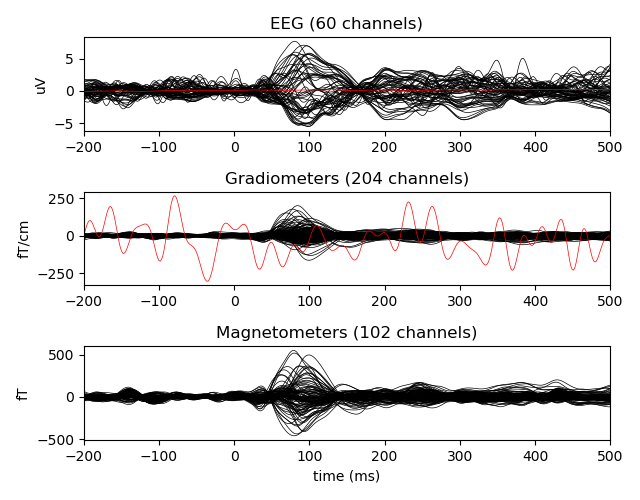 EEG (60 channels)
5
0
−5
uV
−200 −100 0 100 200 300 400 500
Gradiometers (204 channels)
250
0
−250
fT/cm
−200 −100 0 100 200 300 400 500
Magnetometers (102 channels)
500
0
−500
fT
−200 −100 0 100 200 300 400 500
time (ms)